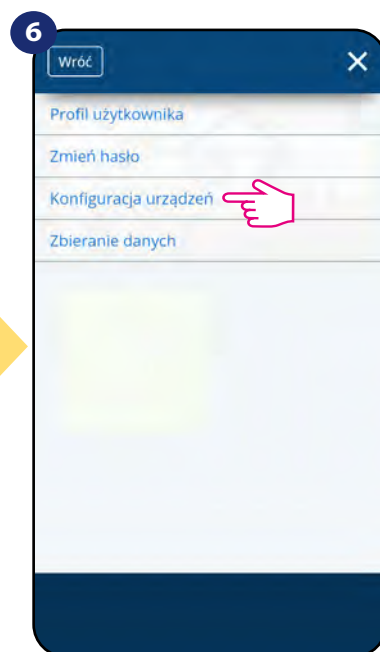 6
Wróć
Profil użytkownika
Zmień hasło
Konfiguracja urządzeń
Zbieranie danych